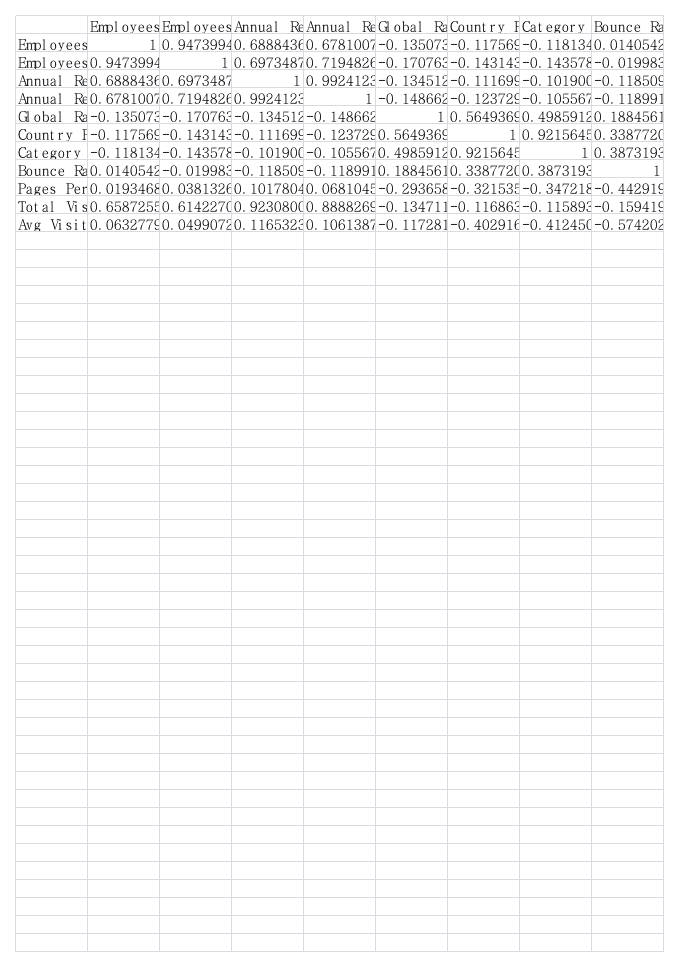 Employees Employees Annual Re Annual Re Global Ra Country R Category Bounce Ra
Employees 1 0.9473994 0.6888436 0.6781007 -0.135073 -0.117569 -0.118134 0.0140542
Employees 0.9473994 1 0.6973487 0.7194826 -0.170763 -0.143143 -0.143578 -0.019983
Annual Re 0.6888436 0.6973487 1 0.9924123 -0.134512 -0.111699 -0.101900 -0.118509
Annual Re 0.6781007 0.7194826 0.9924123 1 -0.148662 -0.123729 -0.105567 -0.118991
Global Ra -0.135073 -0.170763 -0.134512 -0.148662 1 0.5649369 0.4985912 0.1884561
Country R -0.117569 -0.143143 -0.111699 -0.123729 0.5649369 1 0.9215645 0.3387720
Category -0.118134 -0.143578 -0.101900 -0.105567 0.4985912 0.9215645 1 0.3873193
Bounce Ra 0.0140542 -0.019983 -0.118509 -0.118991 0.1884561 0.3387720 0.3873193 1
Pages Per 0.0193468 0.0381326 0.1017804 0.0681045 -0.293658 -0.321535 -0.347218 -0.442919
Total Vis 0.6587255 0.6142270 0.9230800 0.8888269 -0.134711 -0.116863 -0.115893 -0.159419
Avg Visit 0.0632779 0.0499072 0.1165323 0.1061387 -0.117281 -0.402916 -0.412450 -0.574202